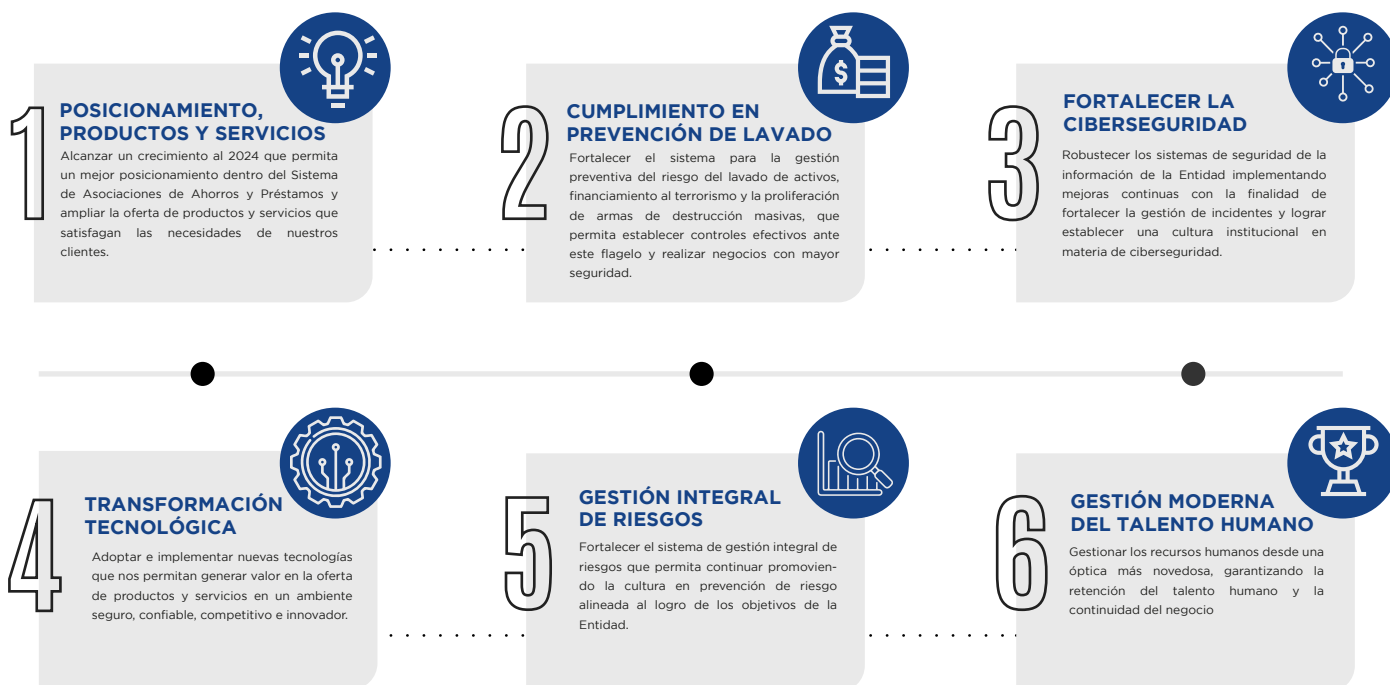 1
POSICIONAMIENTO,
PRODUCTOS Y SERVICIOS
Alcanzar un crecimiento al 2024 que permita
un mejor posicionamiento dentro del Sistema
de Asociaciones de Ahorros y Préstamos y
ampliar la oferta de productos y servicios que
satisfagan las necesidades de nuestros
clientes.
2
CUMPLIMIENTO EN
PREVENCIÓN DE LAVADO
Fortalecer el sistema para la gestión
preventiva del riesgo del lavado de activos,
financiamiento al terrorismo y la proliferación
de armas de destrucción masivas, que
permita establecer controles efectivos ante
este flagelo y realizar negocios con mayor
seguridad.
$
3
FORTALECER LA
CIBERSEGURIDAD
Robustecer los sistemas de seguridad de la
información de la Entidad implementando
mejoras continuas con la finalidad de
fortalecer la gestión de incidentes y lograr
establecer una cultura institucional en
materia de ciberseguridad.
4
TRANSFORMACIÓN
TECNOLÓGICA
Adoptar e implementar nuevas tecnologías
que nos permitan generar valor en la oferta
de productos y servicios en un ambiente
seguro, confiable, competitivo e innovador.
5
GESTIÓN INTEGRAL
DE RIESGOS
Fortalecer el sistema de gestión integral de
riesgos que permita continuar promovien-
do la cultura en prevención de riesgo
alineada al logro de los objetivos de la
Entidad.
6
GESTIÓN MODERNA
DEL TALENTO HUMANO
Gestionar los recursos humanos desde una
óptica más novedosa, garantizando la
retención del talento humano y la
continuidad del negocio